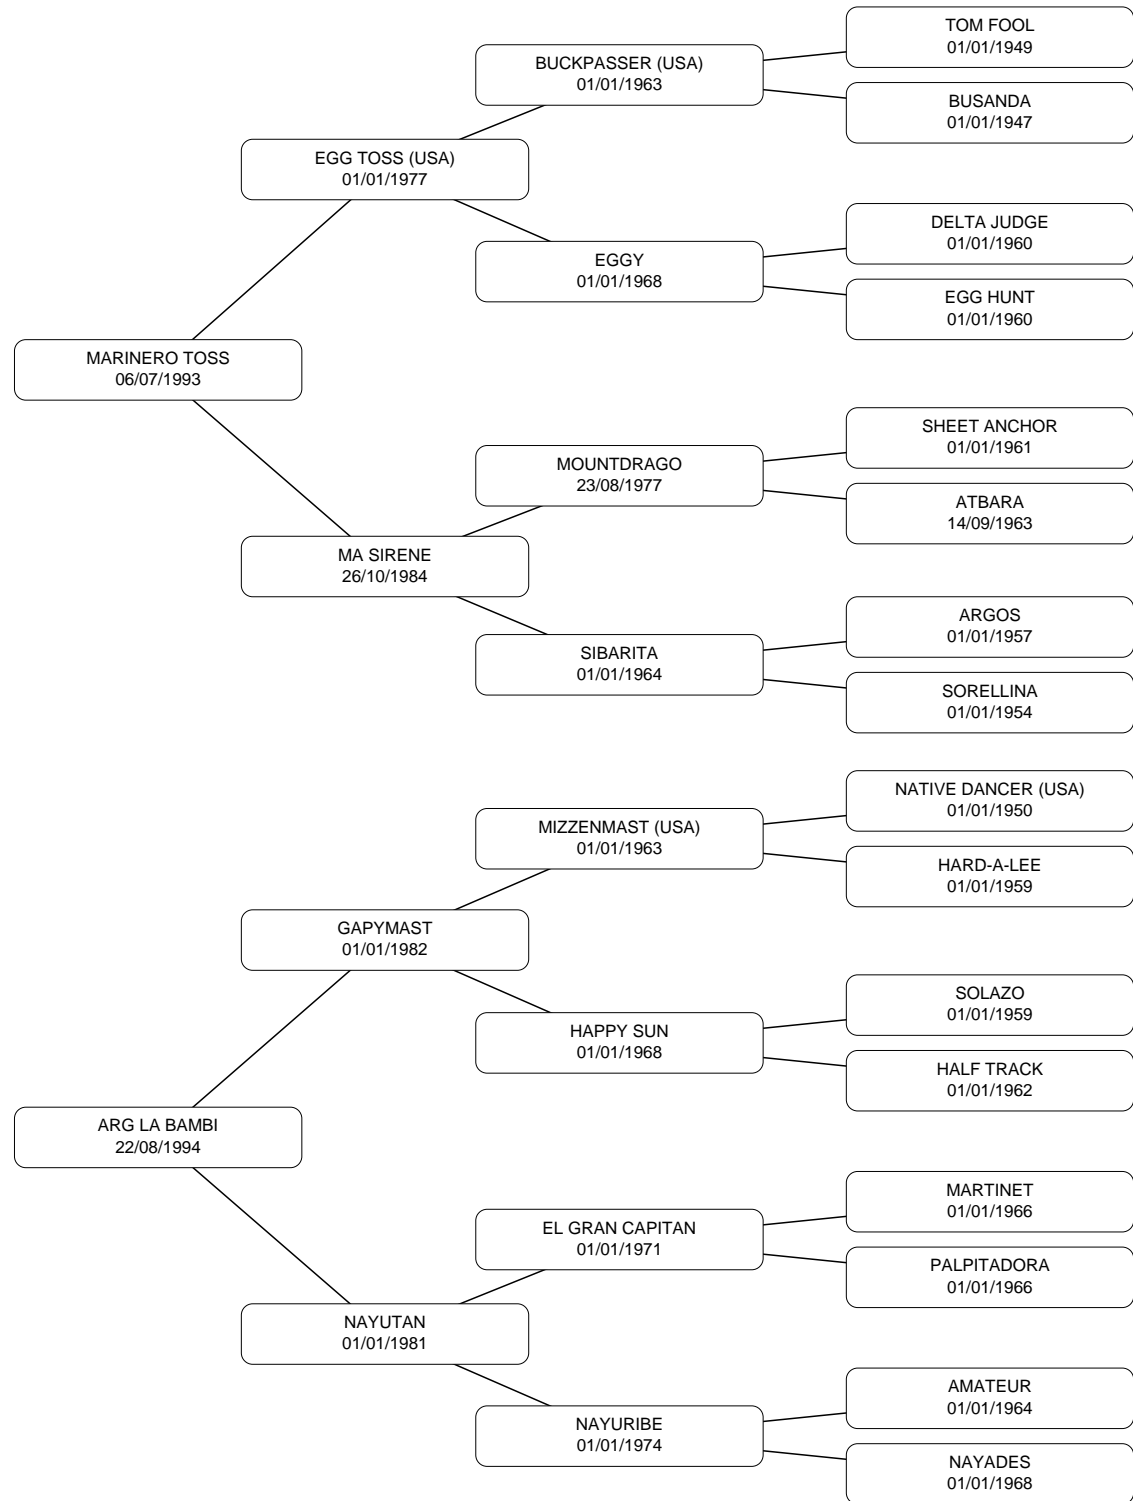 TOM FOOL
01/01/1949
BUCKPASSER (USA)
01/01/1963
BUSANDA
01/01/1947
EGG TOSS (USA)
01/01/1977
DELTA JUDGE
01/01/1960
EGGY
01/01/1968
EGG HUNT
01/01/1960
MARINERO TOSS
06/07/1993
SHEET ANCHOR
01/01/1961
MOUNTDRAGO
23/08/1977
ATBARA
14/09/1963
MA SIRENE
26/10/1984
ARGOS
01/01/1957
SIBARITA
01/01/1964
SORELLINA
01/01/1954
NATIVE DANCER (USA)
01/01/1950
MIZZENMAST (USA)
01/01/1963
HARD-A-LEE
01/01/1959
GAPYMAST
01/01/1982
SOLAZO
01/01/1959
HAPPY SUN
01/01/1968
HALF TRACK
01/01/1962
ARG LA BAMBI
22/08/1994
MARTINET
01/01/1966
EL GRAN CAPITAN
01/01/1971
PALPITADORA
01/01/1966
NAYUTAN
01/01/1981
AMATEUR
01/01/1964
NAYURIBE
01/01/1974
NAYADES
01/01/1968